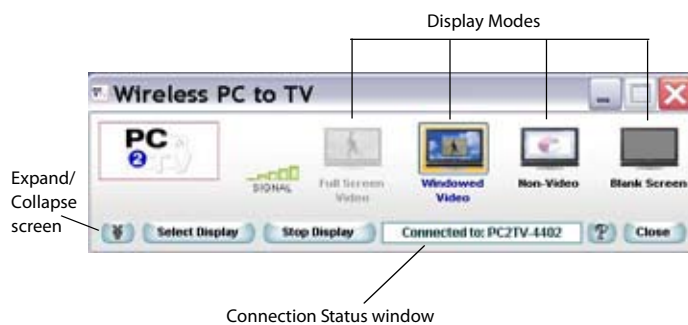 Display Modes
Wireless PC to TV
PC
2
TV
SIGNAL
Full Screen Video
Windowed Video
Non-Video
Blank Screen
Expand/
Collapse
screen
Select Display
Stop Display
Connected to: PC2TV-4402
?
Close
Connection Status window